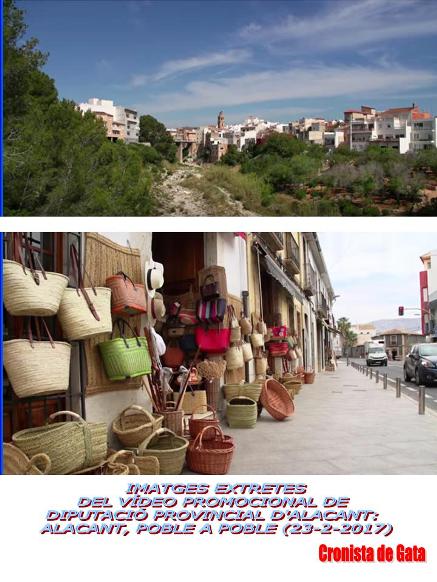 IMATGES EXTRETES
DEL VÍDEO PROMOCIONAL DE
DIPUTACIÓ PROVINCIAL D'ALACANT:
ALACANT, POBLE A POBLE (23-2-2017)
Cronista de Gata